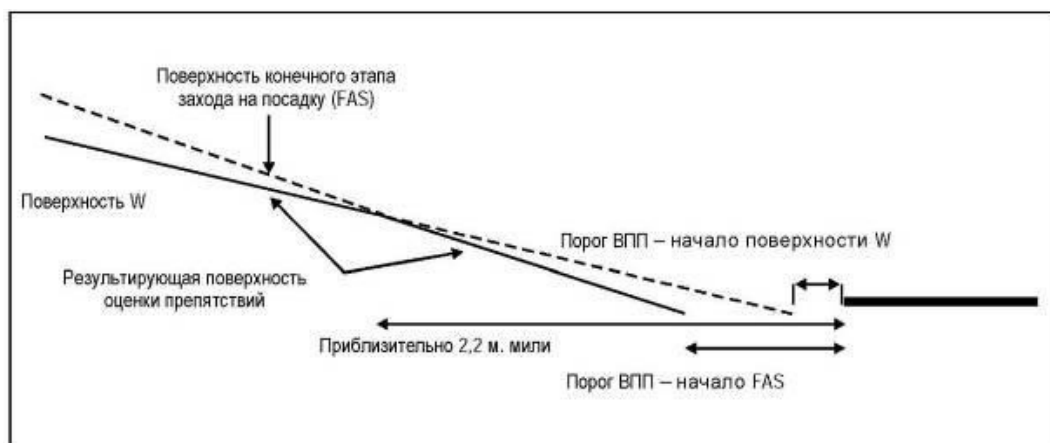 Поверхность конечного этапа
захода на посадку (FAS)
Поверхность W
Порог ВПП – начало поверхности W
Результирующая поверхность
оценки препятствий
Приблизительно 2,2 м. мили
Порог ВПП – начало FAS